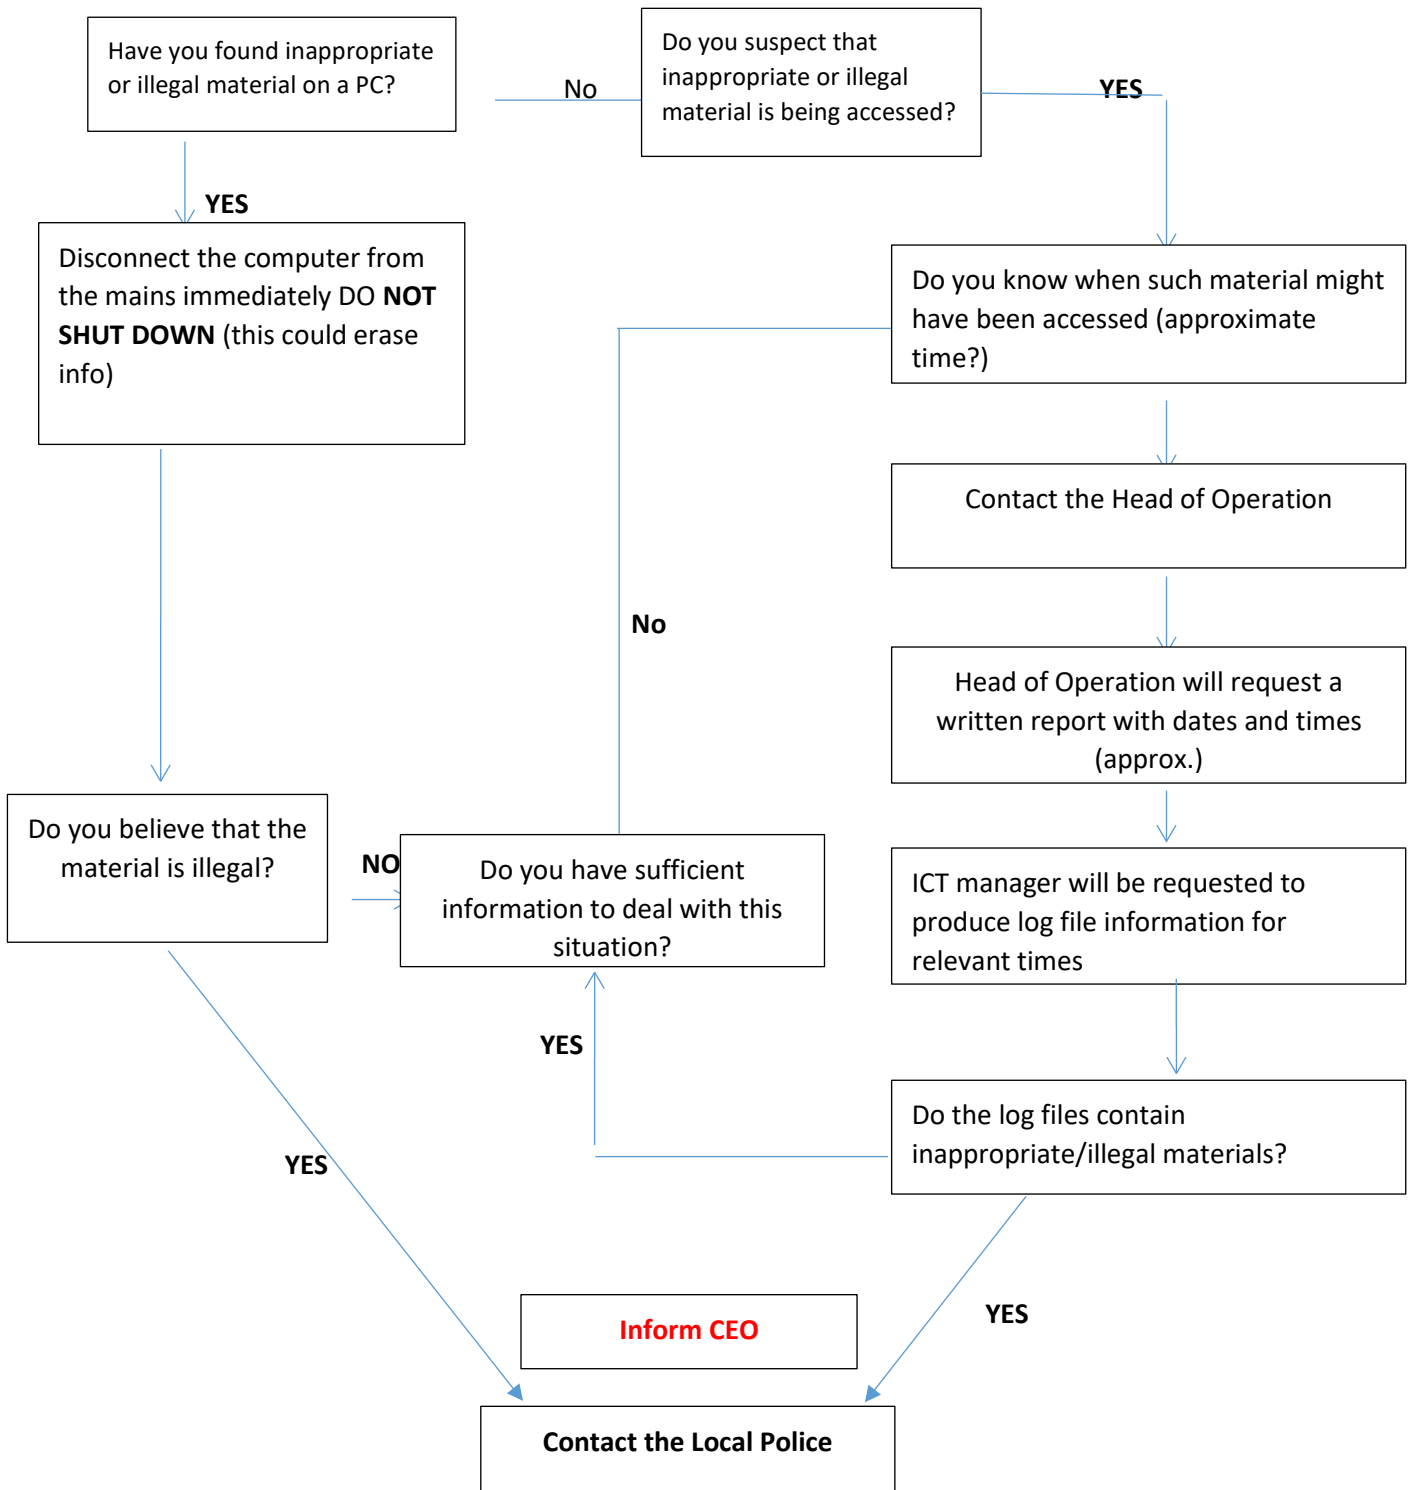 Have you found inappropriate
or illegal material on a PC?
No
Do you suspect that
inappropriate or illegal
material is being accessed?
YES
YES
Disconnect the computer from
the mains immediately DO NOT
SHUT DOWN (this could erase
info)
Do you know when such material might
have been accessed (approximate
time?)
Contact the Head of Operation
No
Head of Operation will request a
written report with dates and times
(approx.)
Do you believe that the
material is illegal?
NO
Do you have sufficient
information to deal with this
situation?
ICT manager will be requested to
produce log file information for
relevant times
YES
Do the log files contain
inappropriate/illegal materials?
YES
YES
Inform CEO
Contact the Local Police